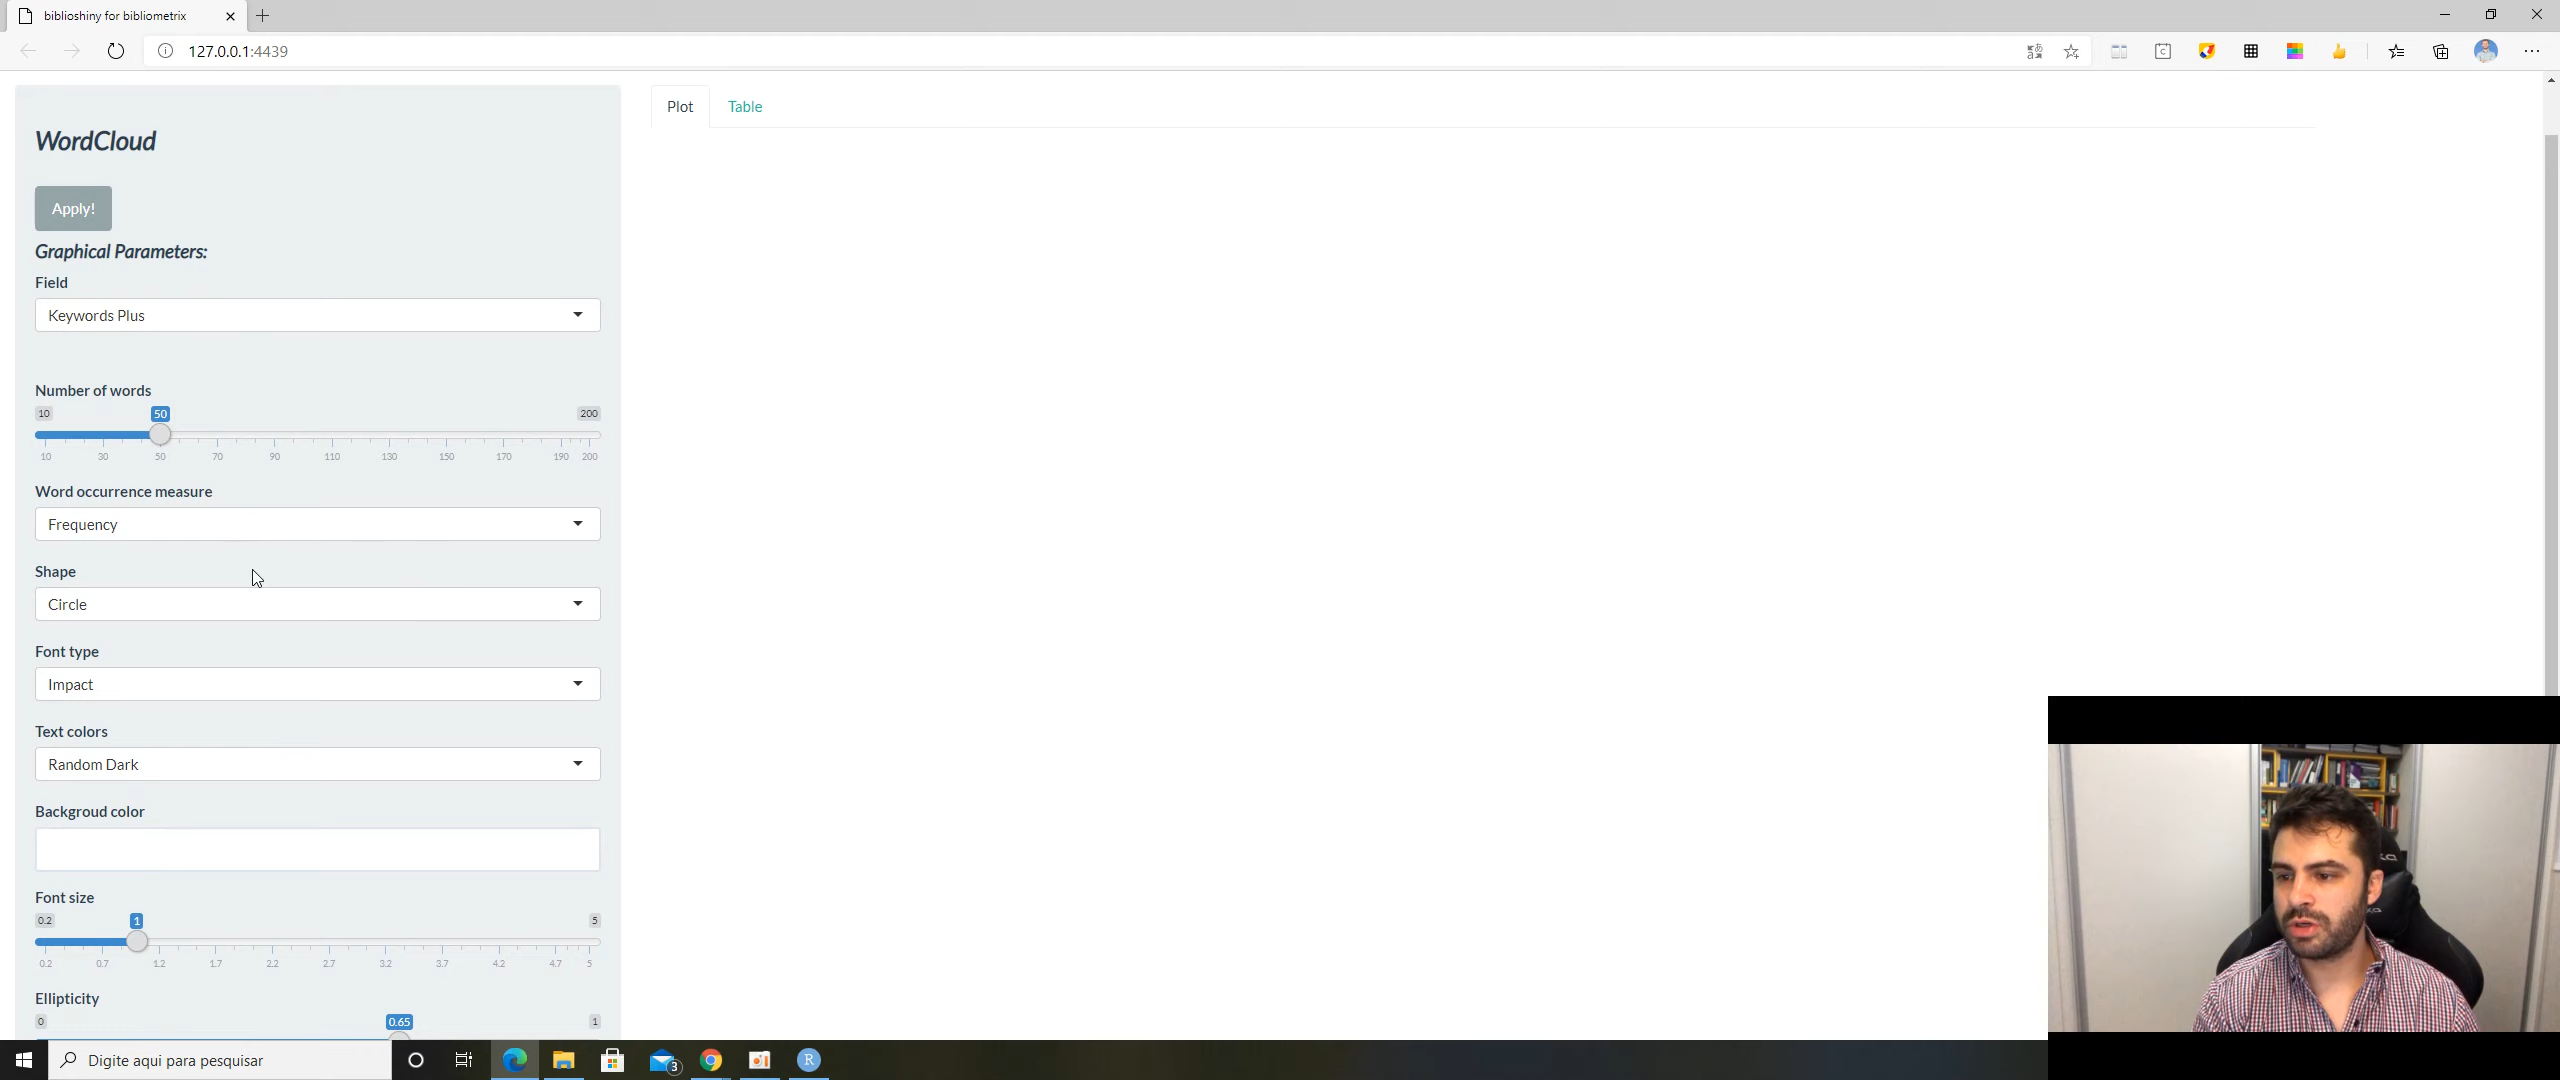 biblioshiny for bibliometrix
127.0.0.1:4439
Plot Table
WordCloud
Apply!
Graphical Parameters:
Field
Keywords Plus
Number of words
10 50 200
10 30 50 70 90 110 130 150 170 190 200
Word occurrence measure
Frequency
Shape
Circle
Font type
Impact
Text colors
Random Dark
Backgroud color
Font size
0.2 1 5
0.2 0.7 1.2 1.7 2.2 2.7 3.2 3.7 4.2 4.7 5
Ellipticity
0 0.65 1
Digite aqui para pesquisar
3
R